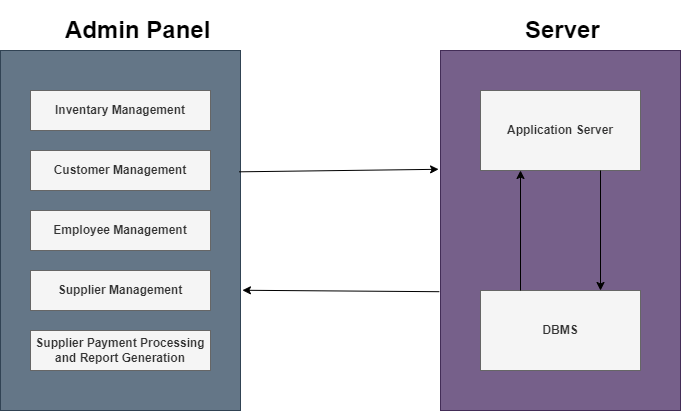 Admin Panel
Server
Inventary Management
Customer Management
Employee Management
Supplier Management
Supplier Payment Processing
and Report Generation
Application Server
DBMS